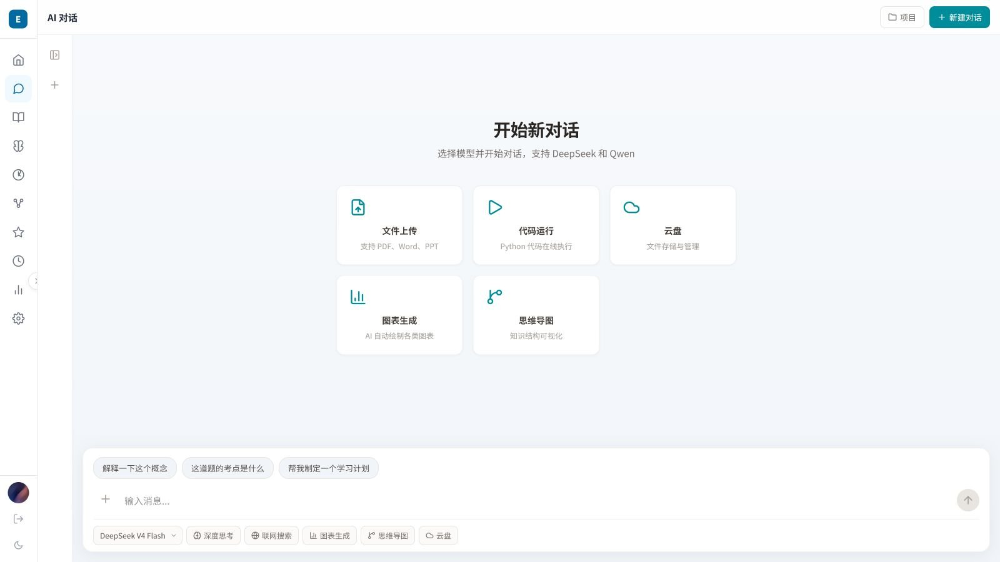 E
AI 对话
项目
新建对话
开始新对话
选择模型并开始对话，支持 DeepSeek 和 Qwen
文件上传
支持 PDF、Word、PPT
代码运行
Python 代码在线执行
云盘
文件存储与管理
图表生成
AI 自动绘制各类图表
思维导图
知识结构可视化
解释一下这个概念
这道题的考点是什么
帮我制定一个学习计划
输入消息...
DeepSeek V4 Flash
深度思考
联网搜索
图表生成
思维导图
云盘